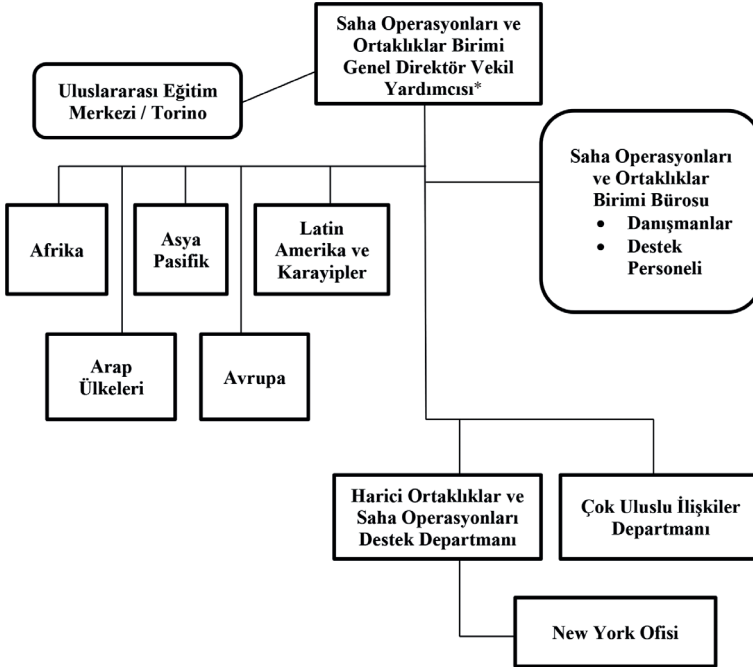 Saha Operasyonları ve
Ortaklıklar Birimi
Genel Direktör Vekil
Yardımcısı*
Uluslararası Eğitim
Merkezi / Torino
Saha Operasyonları
ve Ortaklıklar
Birimi Bürosu
• Danışmanlar
• Destek
Personeli
Afrika
Asya
Pasifik
Latin
Amerika ve
Karayipler
Arap
Ülkeleri
Avrupa
Harici Ortaklıklar ve
Saha Operasyonları
Destek Departmanı
Çok Uluslu İlişkiler
Departmanı
New York Ofisi